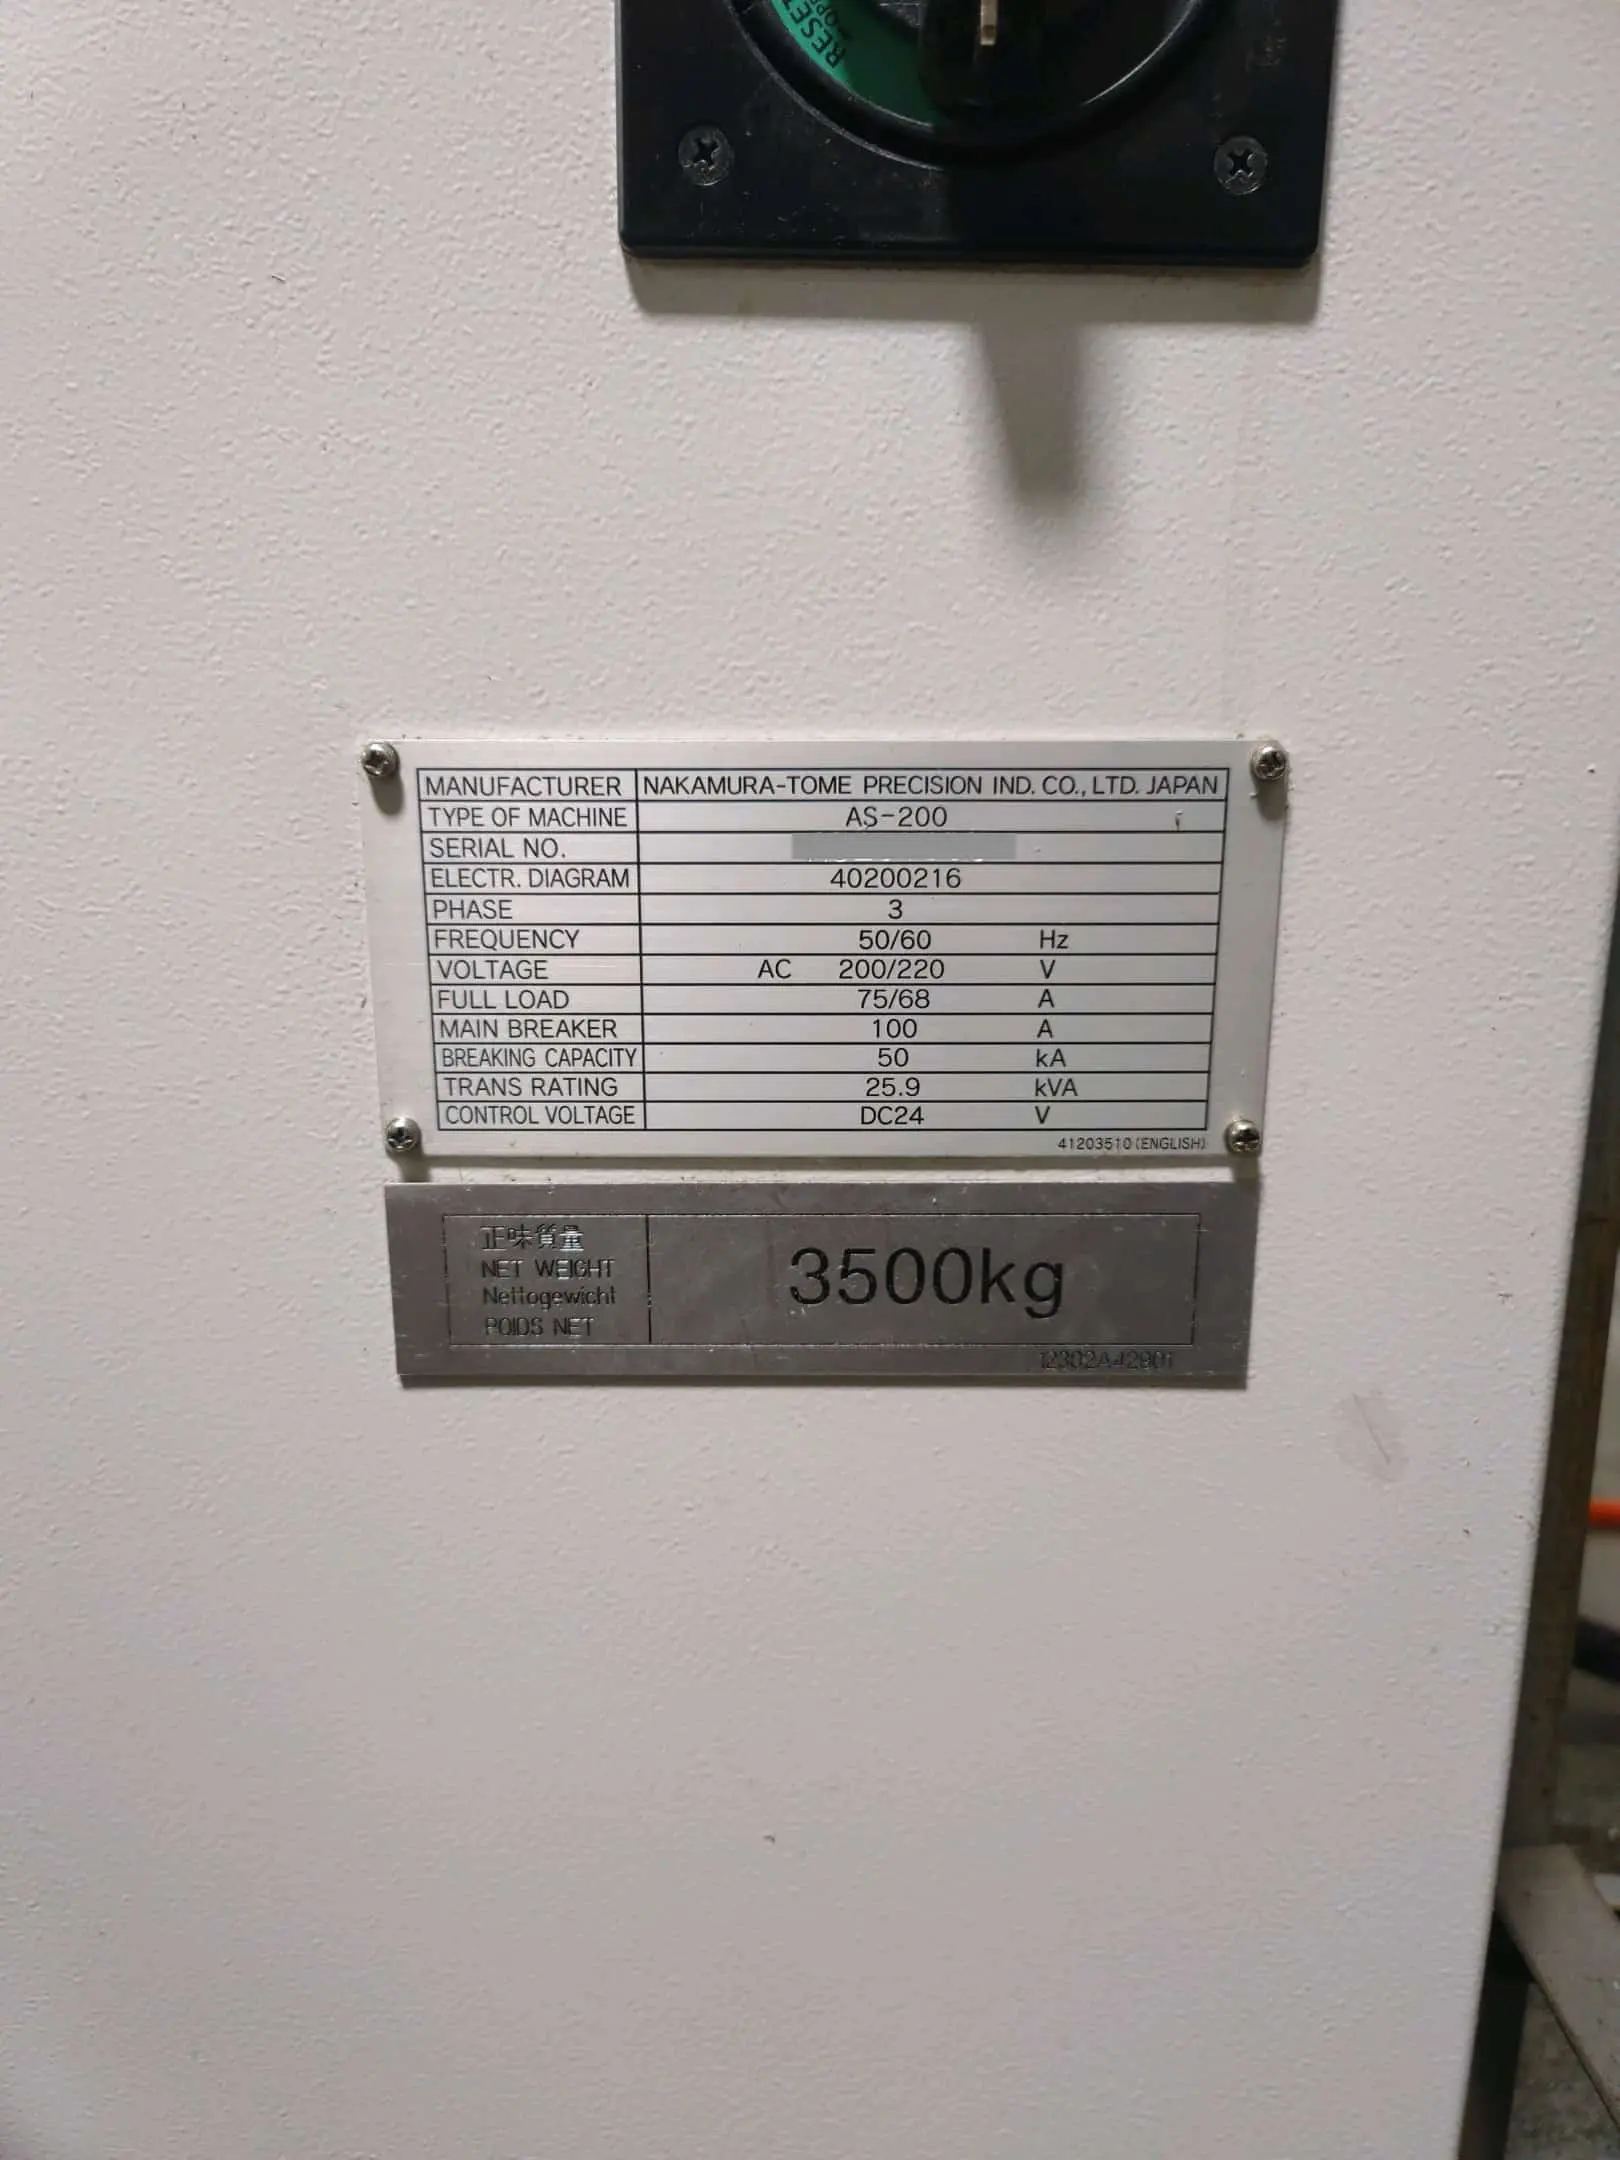 RESET
MANUFACTURER NAKAMURA-TOME PRECISION IND. CO., LTD. JAPAN
TYPE OF MACHINE AS-200
SERIAL NO.
ELECTR. DIAGRAM 40200216
PHASE 3
FREQUENCY 50/60 Hz
VOLTAGE AC 200/220 V
FULL LOAD 75/68 A
MAIN BREAKER 100 A
BREAKING CAPACITY 50 kA
TRANS RATING 25.9 kVA
CONTROL VOLTAGE DC24 V
41203510 (ENGLISH)
正味質量
NET WEIGHT
Nettogewicht
POIDS NET
3500kg
12302A42901